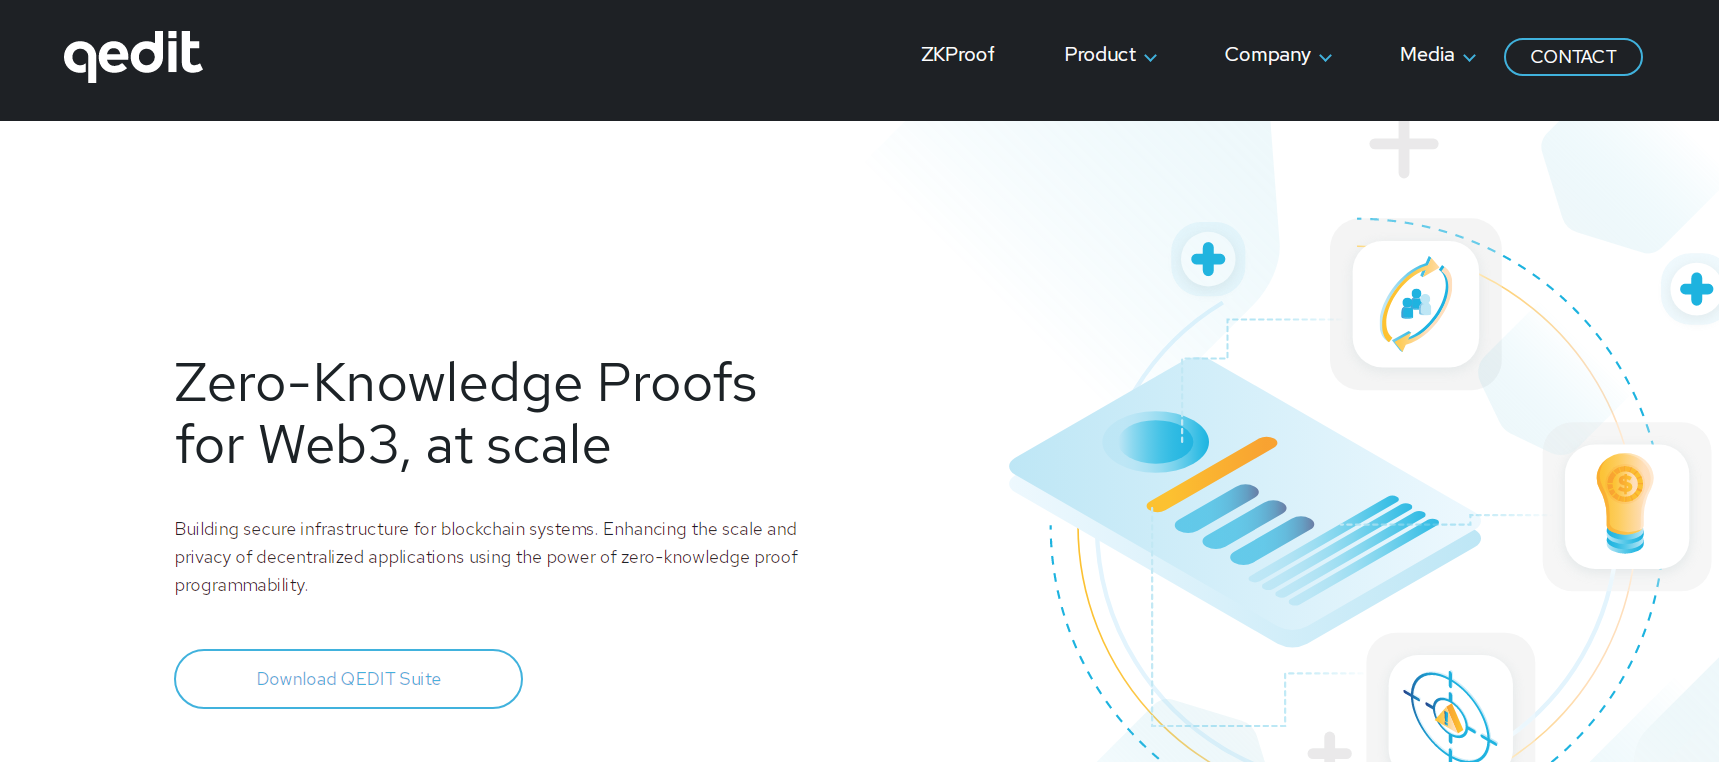 qedit
ZKProof Product Company Media CONTACT
Zero-Knowledge Proofs
for Web3, at scale
Building secure infrastructure for blockchain systems. Enhancing the scale and
privacy of decentralized applications using the power of zero-knowledge proof
programmability.
Download QEDIT Suite
$